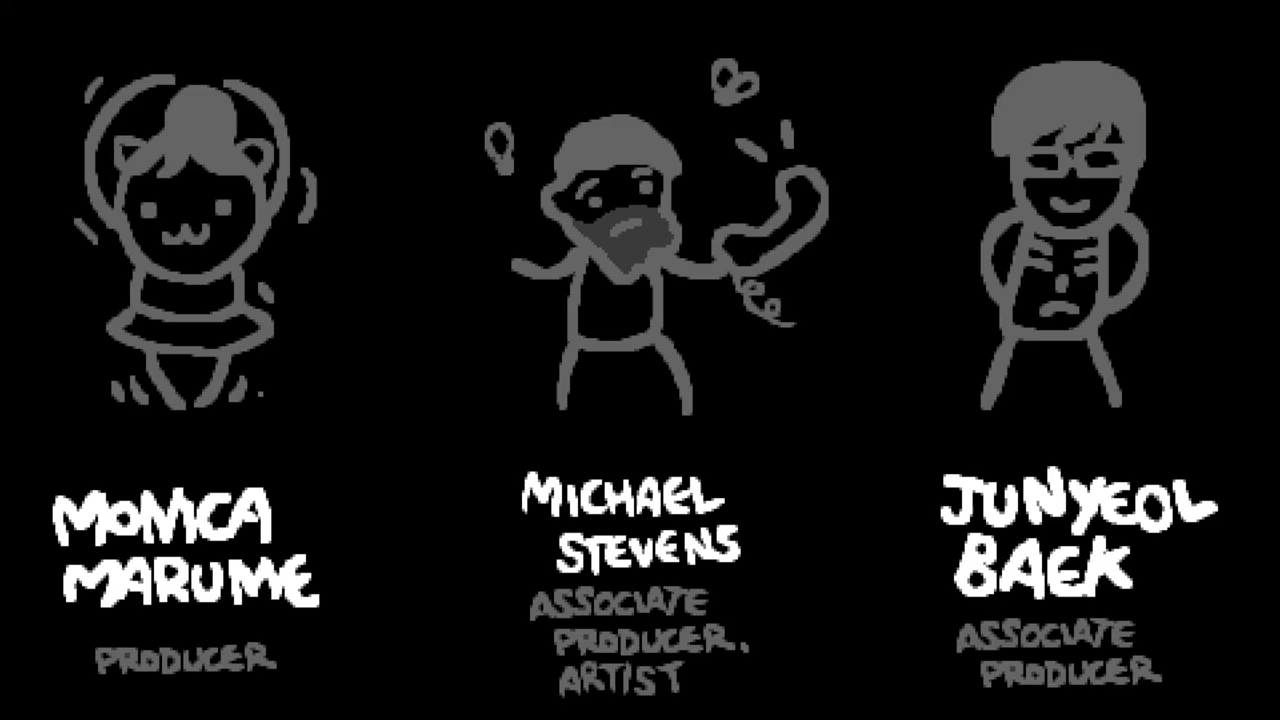 MONICA
MARUME
PRODUCER
MICHAEL
STEVENS
ASSOCIATE
PRODUCER.
ARTIST
JUNYEOL
BAEK
ASSOCIATE
PRODUCER